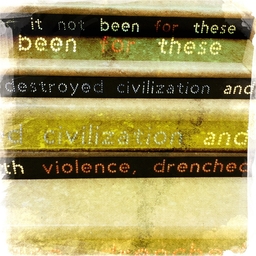 it not been for these
been for these
destroyed civilization and
d civilization and
th violence, drenched